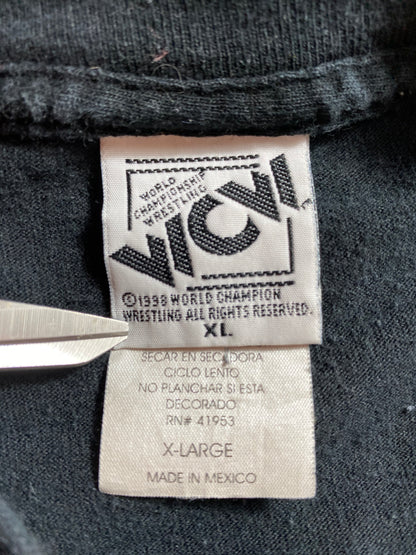 WORLD
CHAMPIONSHIP
WRESTLING
WCW
©1998 WORLD CHAMPION
WRESTLING ALL RIGHTS RESERVED.
XL
SECAR EN SECADORA
CICLO LENTO
NO PLANCHAR SI ESTA
DECORADO
RN# 41953
X-LARGE
MADE IN MEXICO